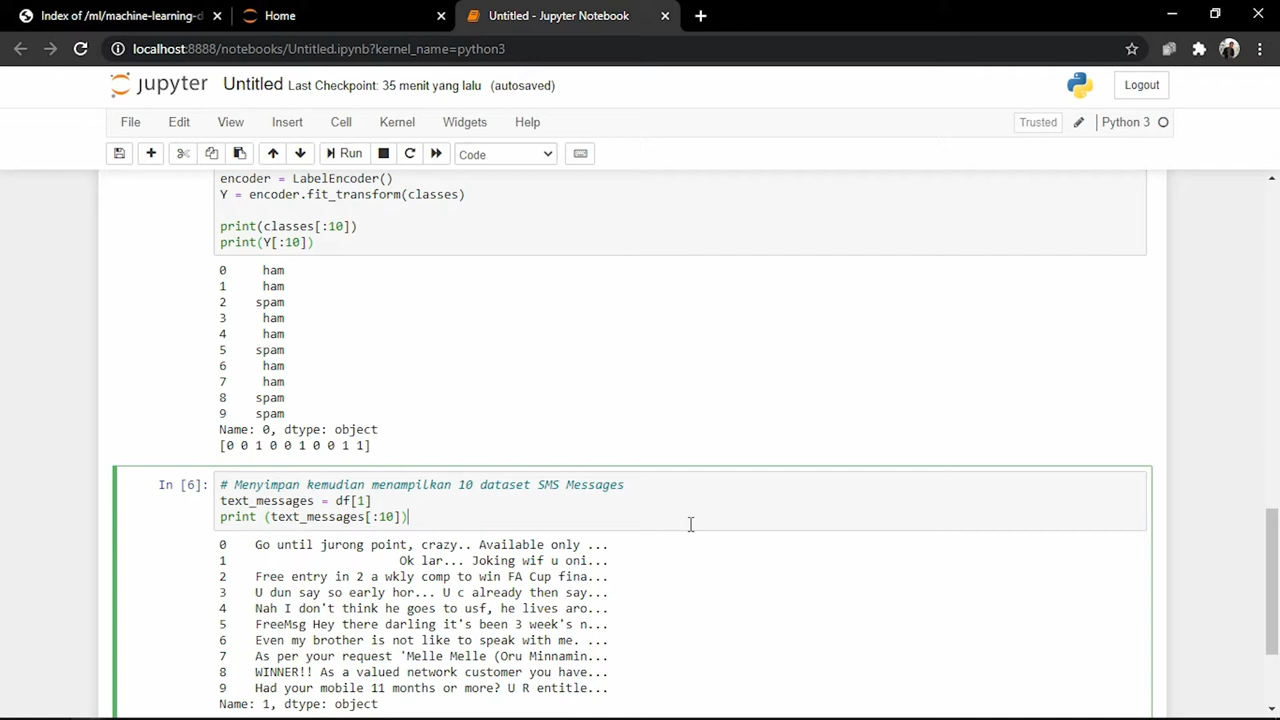 Index of /ml/machine-learning-d
Home
Untitled - Jupyter Notebook
localhost:8888/notebooks/Untitled.ipynb?kernel_name=python3
jupyter Untitled Last Checkpoint: 35 menit yang lalu (autosaved)
Logout
File Edit View Insert Cell Kernel Widgets Help
Trusted
Python 3
Run
Code
encoder = LabelEncoder()
Y = encoder.fit_transform(classes)
print(classes[:10])
print(Y[:10])
0 ham
1 ham
2 spam
3 ham
4 ham
5 spam
6 ham
7 ham
8 spam
9 spam
Name: 0, dtype: object
[0 0 1 0 0 1 0 0 1 1]
In [6]: # Menyimpan kemudian menampilkan 10 dataset SMS Messages
text_messages = df[1]
print (text_messages[:10])
0 Go until jurong point, crazy.. Available only ...
1 Ok lar... Joking wif u oni...
2 Free entry in 2 a wkly comp to win FA Cup fina...
3 U dun say so early hor... U c already then say...
4 Nah I don't think he goes to usf, he lives aro...
5 FreeMsg Hey there darling it's been 3 week's n...
6 Even my brother is not like to speak with me. ...
7 As per your request 'Melle Melle (Oru Minnamin...
8 WINNER!! As a valued network customer you have...
9 Had your mobile 11 months or more? U R entitle...
Name: 1, dtype: object